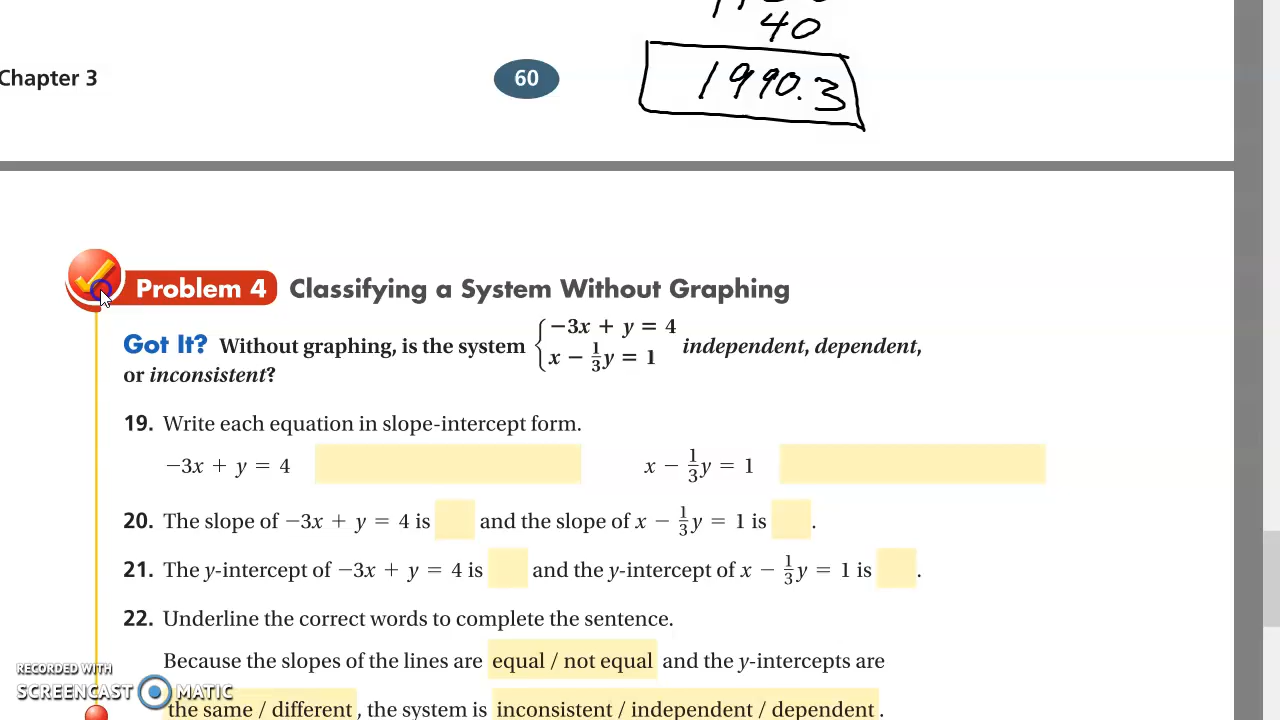 40
Chapter 3
60
1990.3
Problem 4 Classifying a System Without Graphing
Got It? Without graphing, is the system { −3x + y = 4
x − 1/3y = 1 independent, dependent,
or inconsistent?
19. Write each equation in slope-intercept form.
−3x + y = 4 x − 1/3y = 1
20. The slope of −3x + y = 4 is and the slope of x − 1/3y = 1 is .
21. The y-intercept of −3x + y = 4 is and the y-intercept of x − 1/3y = 1 is .
22. Underline the correct words to complete the sentence.
Because the slopes of the lines are equal / not equal and the y-intercepts are
the same / different , the system is inconsistent / independent / dependent .
RECORDED WITH
SCREENCAST MATIC